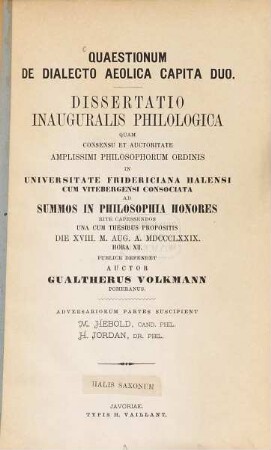 QUAESTIONUM
DE DIALECTO AEOLICA CAPITA DUO.
DISSERTATIO
INAUGURALIS PHILOLOGICA
QUAM
CONSENSU ET AUCTORITATE
AMPLISSIMI PHILOSOPHORUM ORDINIS
IN
UNIVERSITATE FRIDERICIANA HALENSI
CUM VITEBERGENSI CONSOCIATA
AD
SUMMOS IN PHILOSOPHIA HONORES
RITE CAPESSENDOS
UNA CUM THESIBUS PROPOSITIS
DIE XVIII. M. AUG. A. MDCCCLXXIX.
HORA XII.
PUBLICE DEFENDET
AUCTOR
GUALTHERUS VOLKMANN
POMERANUS.
ADVERSARIORUM PARTES SUSCIPIENT
M. HEBOLD, CAND. PHIL.
H. JORDAN, DR. PHIL.
HALIS SAXONUM
JAVORIAE.
TYPIS H. VAILLANT.